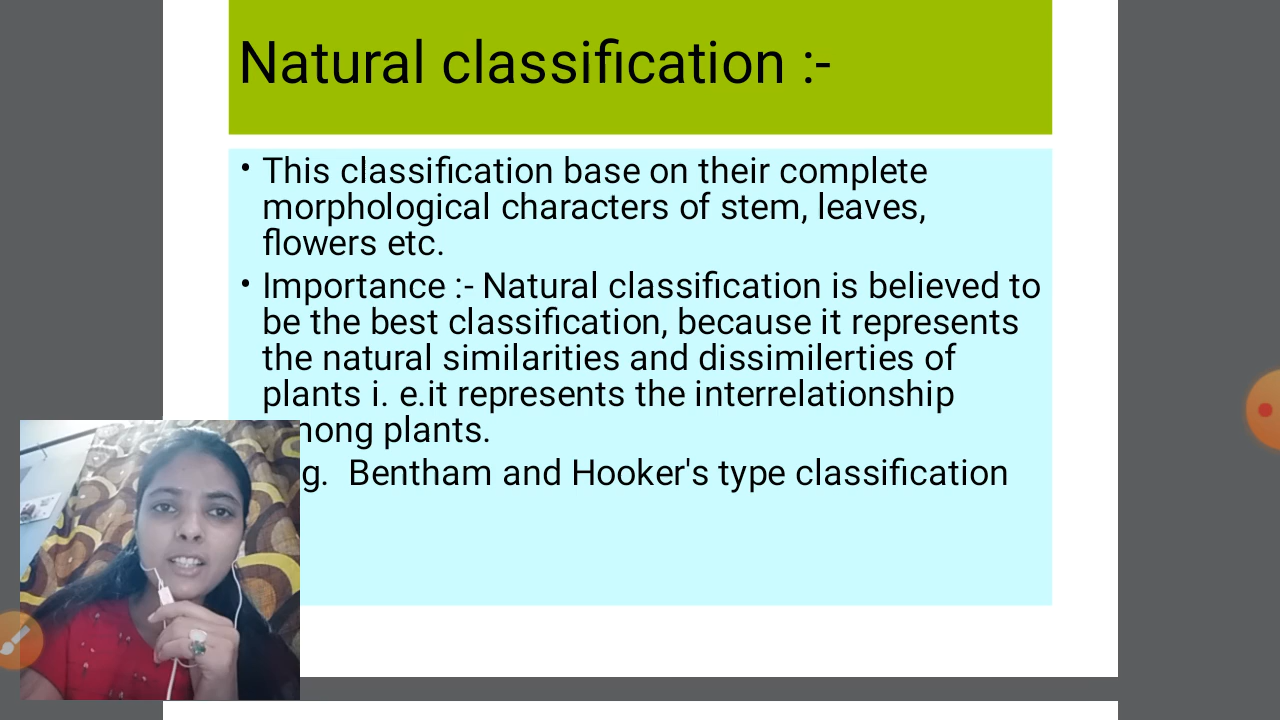 Natural classification :-
• This classification base on their complete
morphological characters of stem, leaves,
flowers etc.
• Importance :- Natural classification is believed to
be the best classification, because it represents
the natural similarities and dissimilerties of
plants i. e.it represents the interrelationship
plants.
Bentham and Hooker's type classification